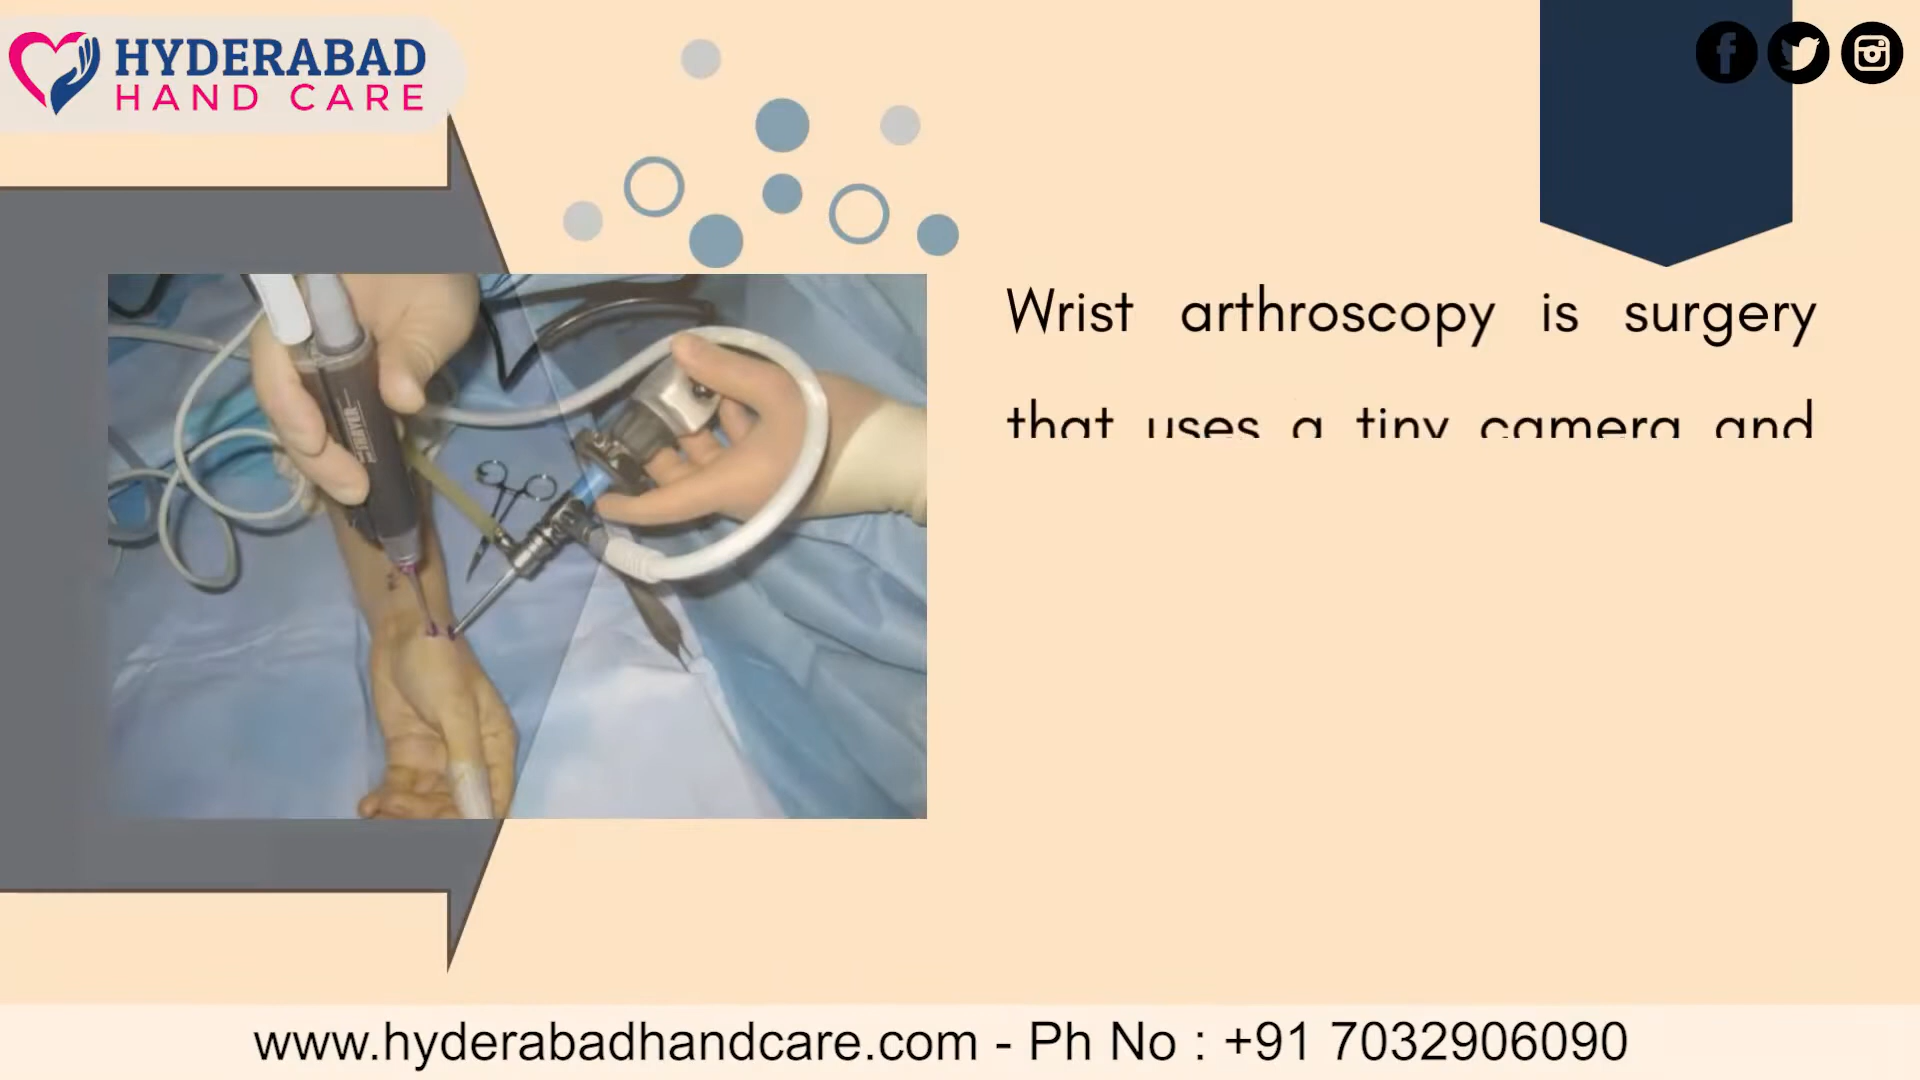 HYDERABAD
HAND CARE
Wrist arthroscopy is surgery
that uses a tiny camera and
SHAVER
www.hyderabadhandcare.com - Ph No : +91 7032906090